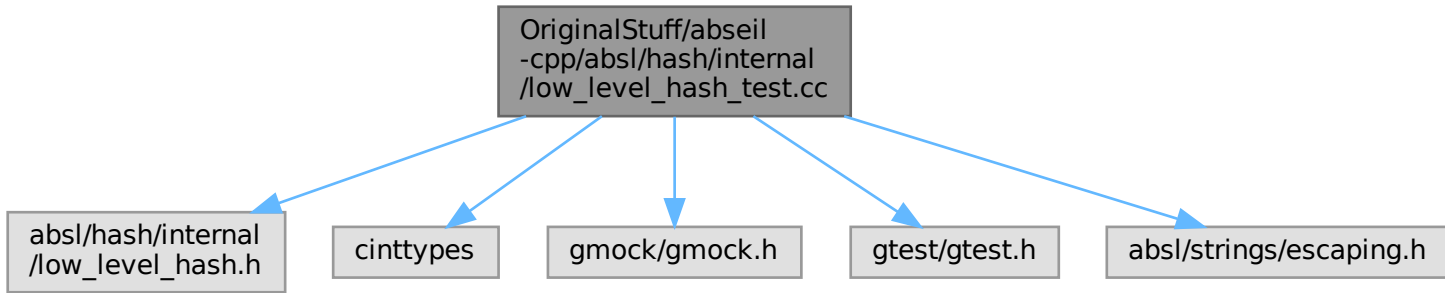 OriginalStuff/abseil
-cpp/absl/hash/internal
/low_level_hash_test.cc
absl/hash/internal
/low_level_hash.h
cinttypes
gmock/gmock.h
gtest/gtest.h
absl/strings/escaping.h